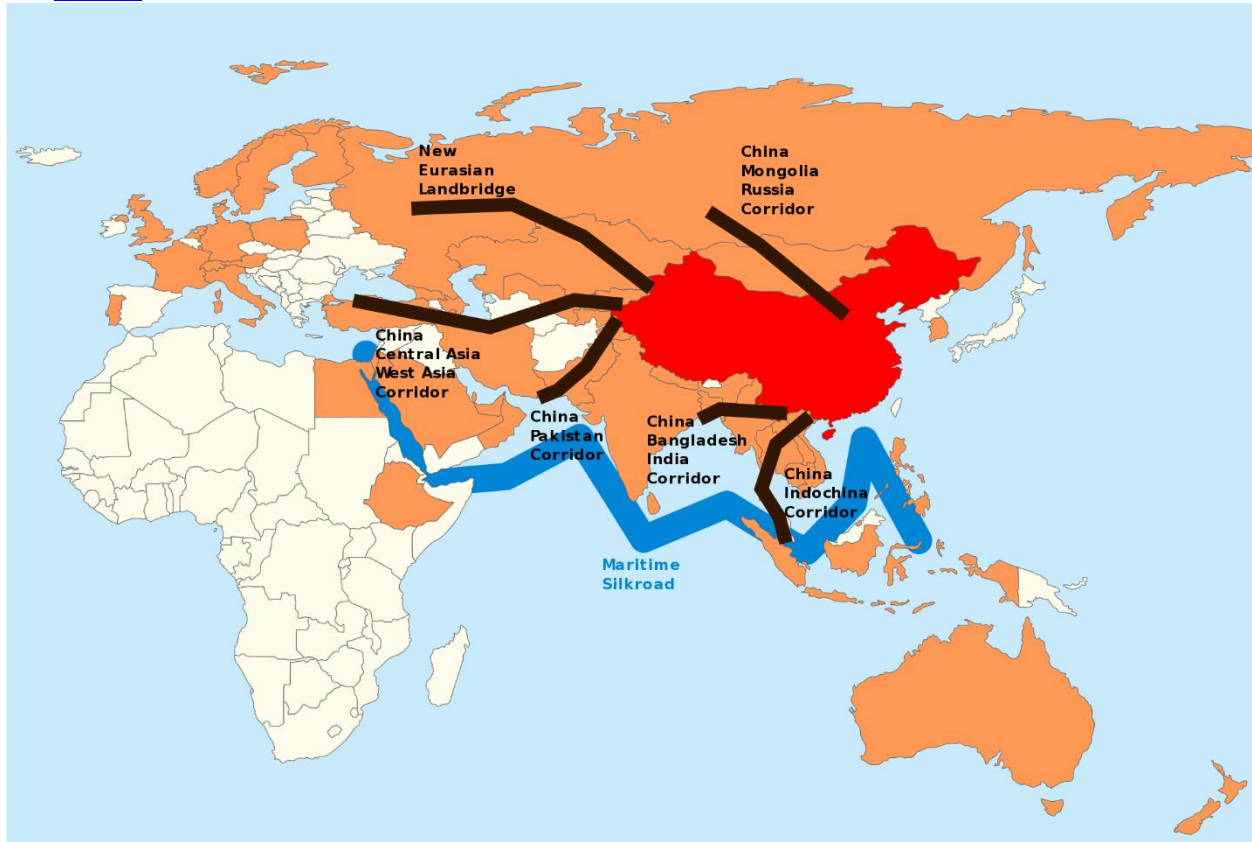 New
Eurasian
Landbridge
China
Mongolia
Russia
Corridor
China
Central Asia
West Asia
Corridor
China
Pakistan
Corridor
China
Bangladesh
India
Corridor
China
Indochina
Corridor
Maritime
Silkroad